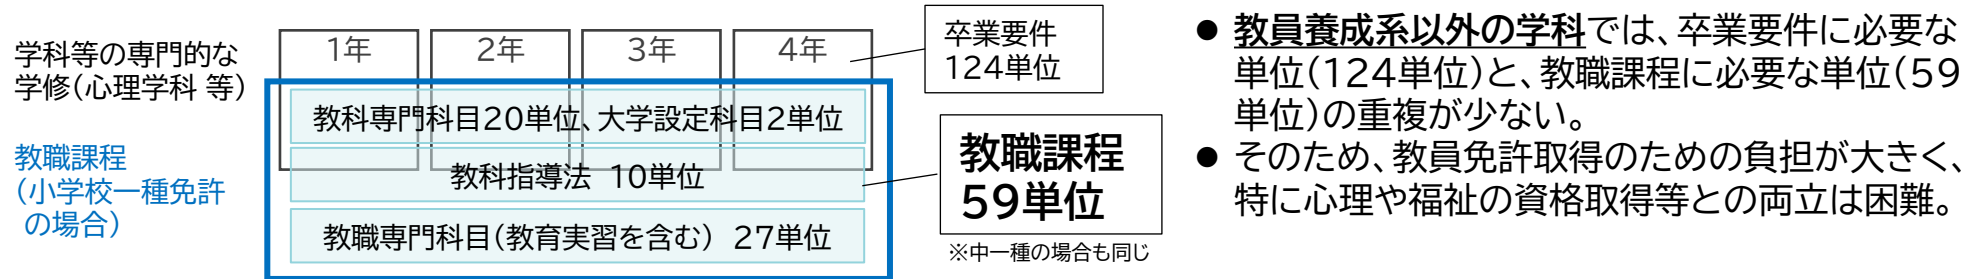 学科等の専門的な
学修(心理学科 等)
教職課程
(小学校一種免許
の場合)
1年
2年
3年
4年
教科専門科目20単位、大学設定科目2単位
教科指導法 10単位
教職専門科目(教育実習を含む) 27単位
卒業要件
124単位
教職課程
59単位
※中一種の場合も同じ
● 教員養成系以外の学科では、卒業要件に必要な
単位(124単位)と、教職課程に必要な単位(59
単位)の重複が少ない。
● そのため、教員免許取得のための負担が大きく、
特に心理や福祉の資格取得等との両立は困難。